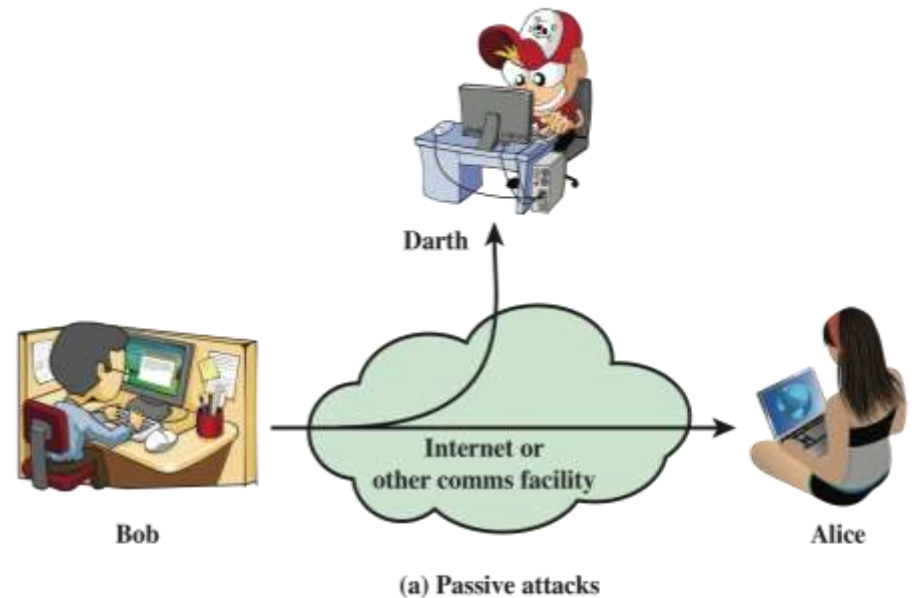 Darth
Internet or
other comms facility
Bob
Alice
(a) Passive attacks